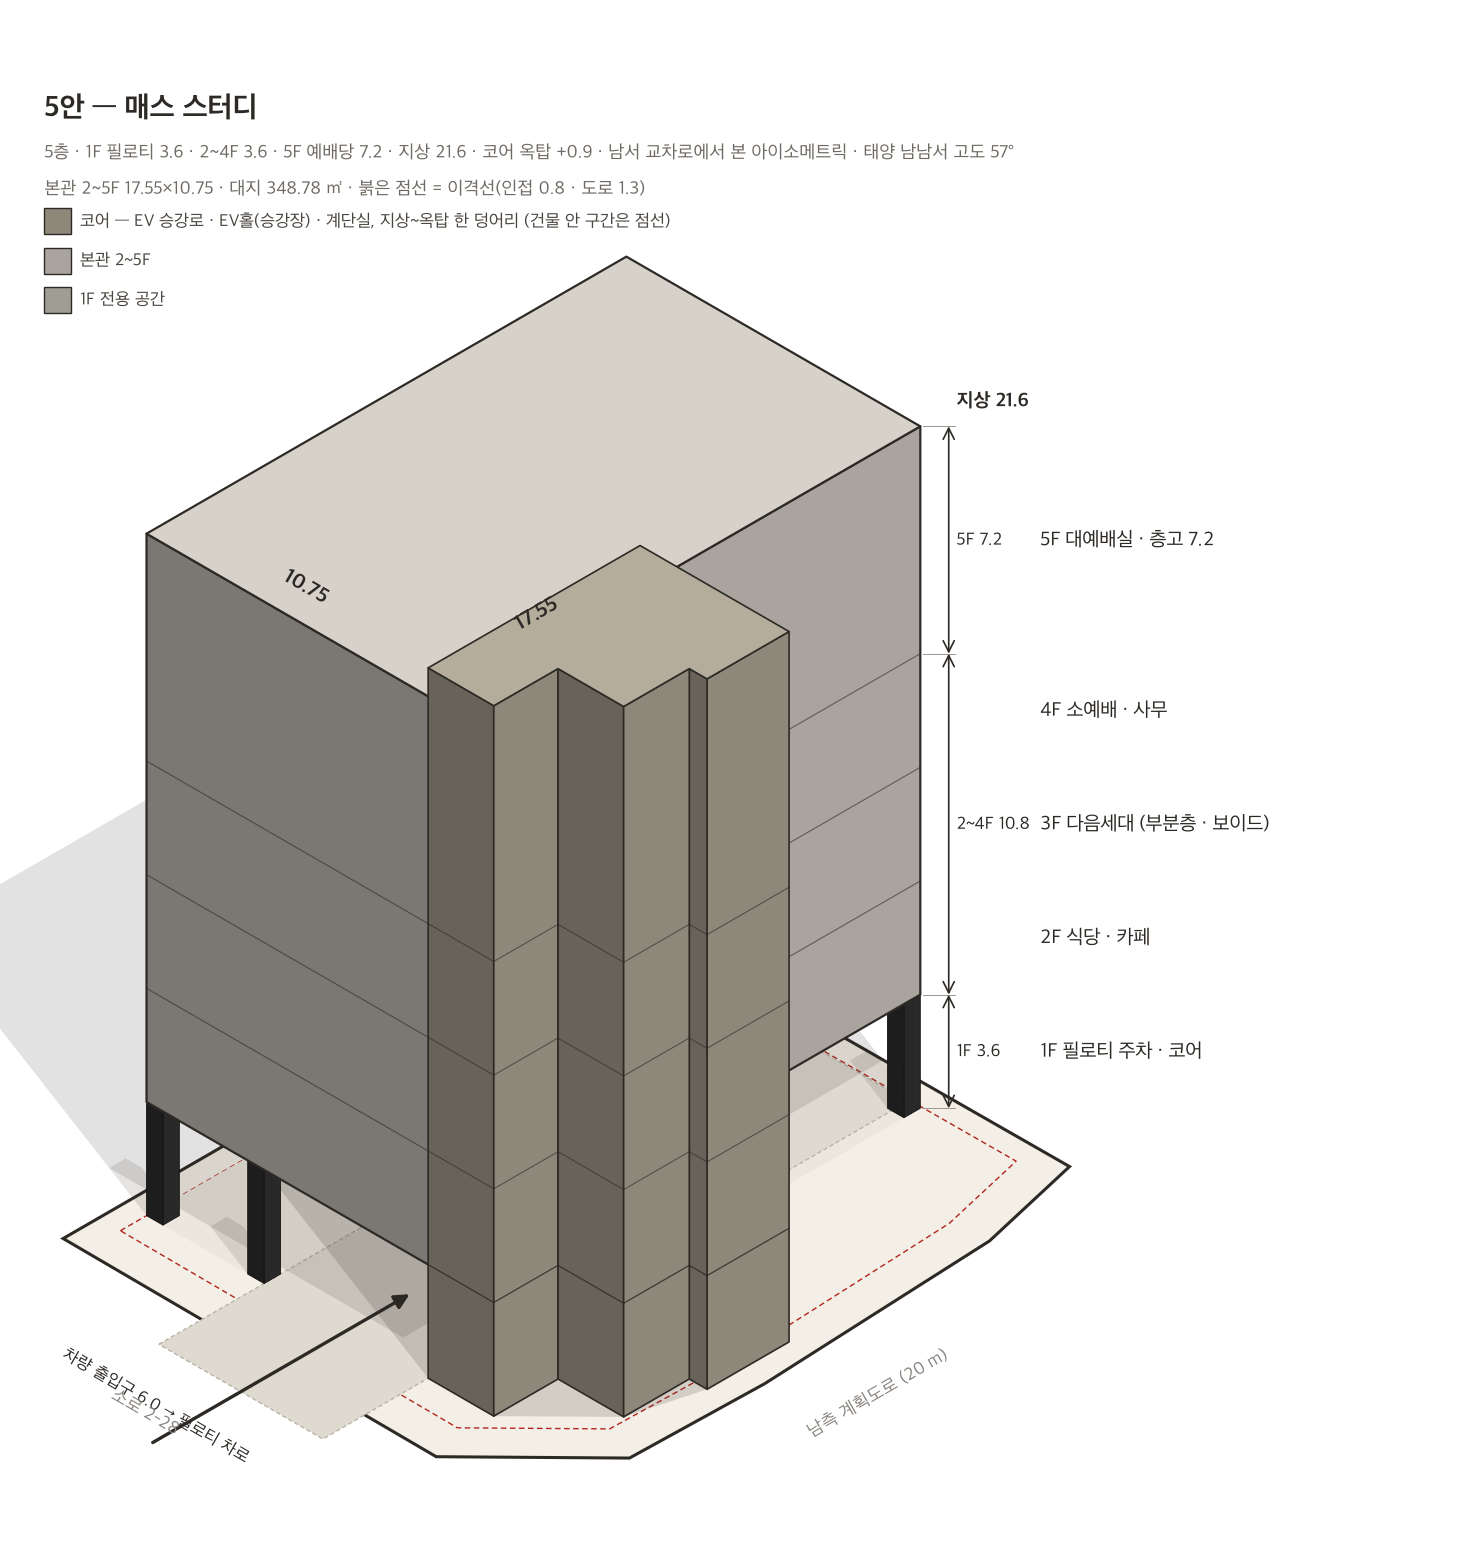 5안 — 매스 스터디
5층 · 1F 필로티 3.6 · 2~4F 3.6 · 5F 예배당 7.2 · 지상 21.6 · 코어 옥탑 +0.9 · 남서 교차로에서 본 아이소메트릭 · 태양 남남서 고도 57°
본관 2~5F 17.55×10.75 · 대지 348.78 ㎡ · 붉은 점선 = 이격선(인접 0.8 · 도로 1.3)
코어 — EV 승강로 · EV홀(승강장) · 계단실, 지상~옥탑 한 덩어리 (건물 안 구간은 점선)
본관 2~5F
1F 전용 공간
지상 21.6
5F 7.2
5F 대예배실 · 층고 7.2
10.75
17.55
4F 소예배 · 사무
2~4F 10.8
3F 다음세대 (부분층 · 보이드)
2F 식당 · 카페
1F 3.6
1F 필로티 주차 · 코어
차량 출입구 6.0 → 필로티 차로
소로 2-28
남측 계획도로 (20 m)